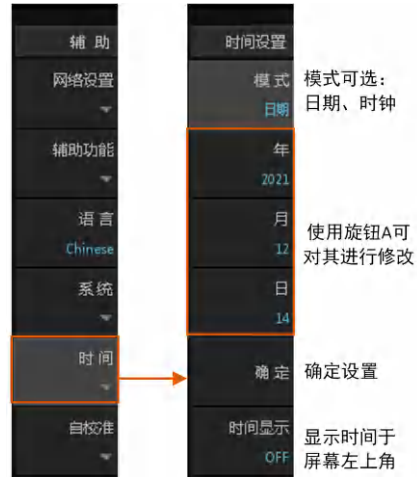 辅 助
网络设置
辅助功能
语 言
Chinese
系统
时 间
自校准
时间设置
模 式
日期
年
2021
月
12
日
14
确 定
时间显示
OFF
模式可选：
日期、时钟
使用旋钮A可
对其进行修改
确定设置
显示时间于
屏幕左上角